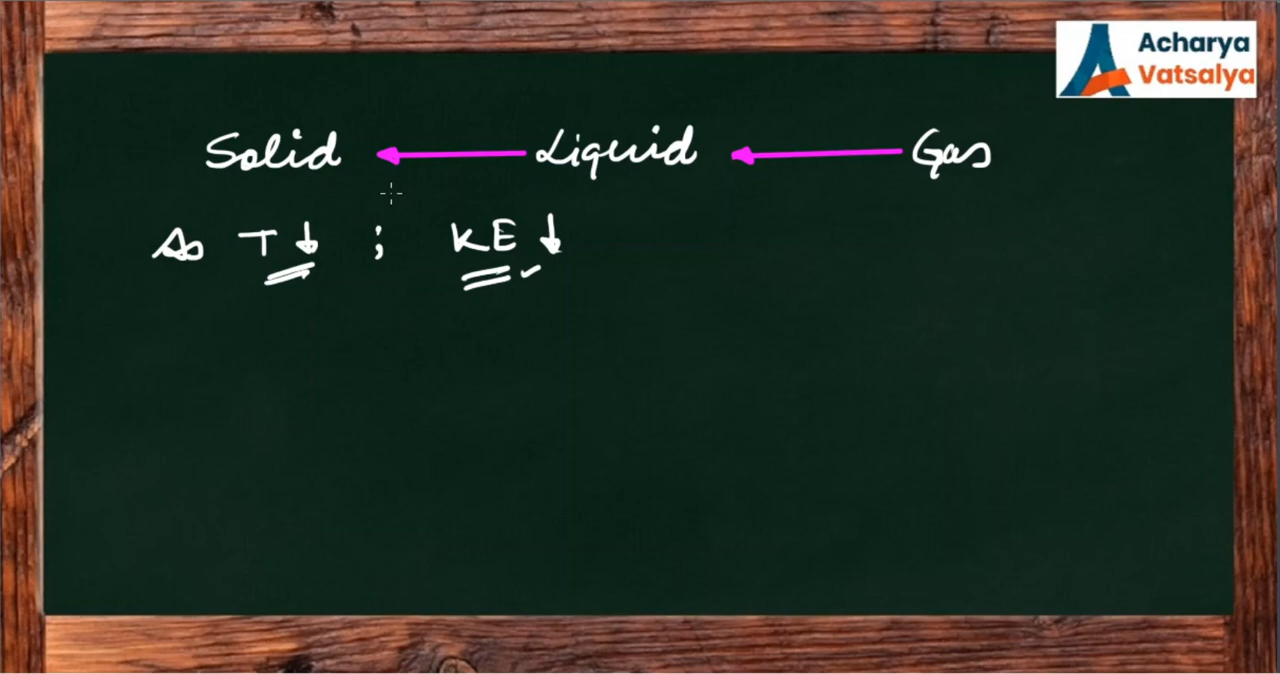 Acharya
Vatsalya
Solid ← Liquid ← Gas
As T ↓ ; KE ↓ ✓